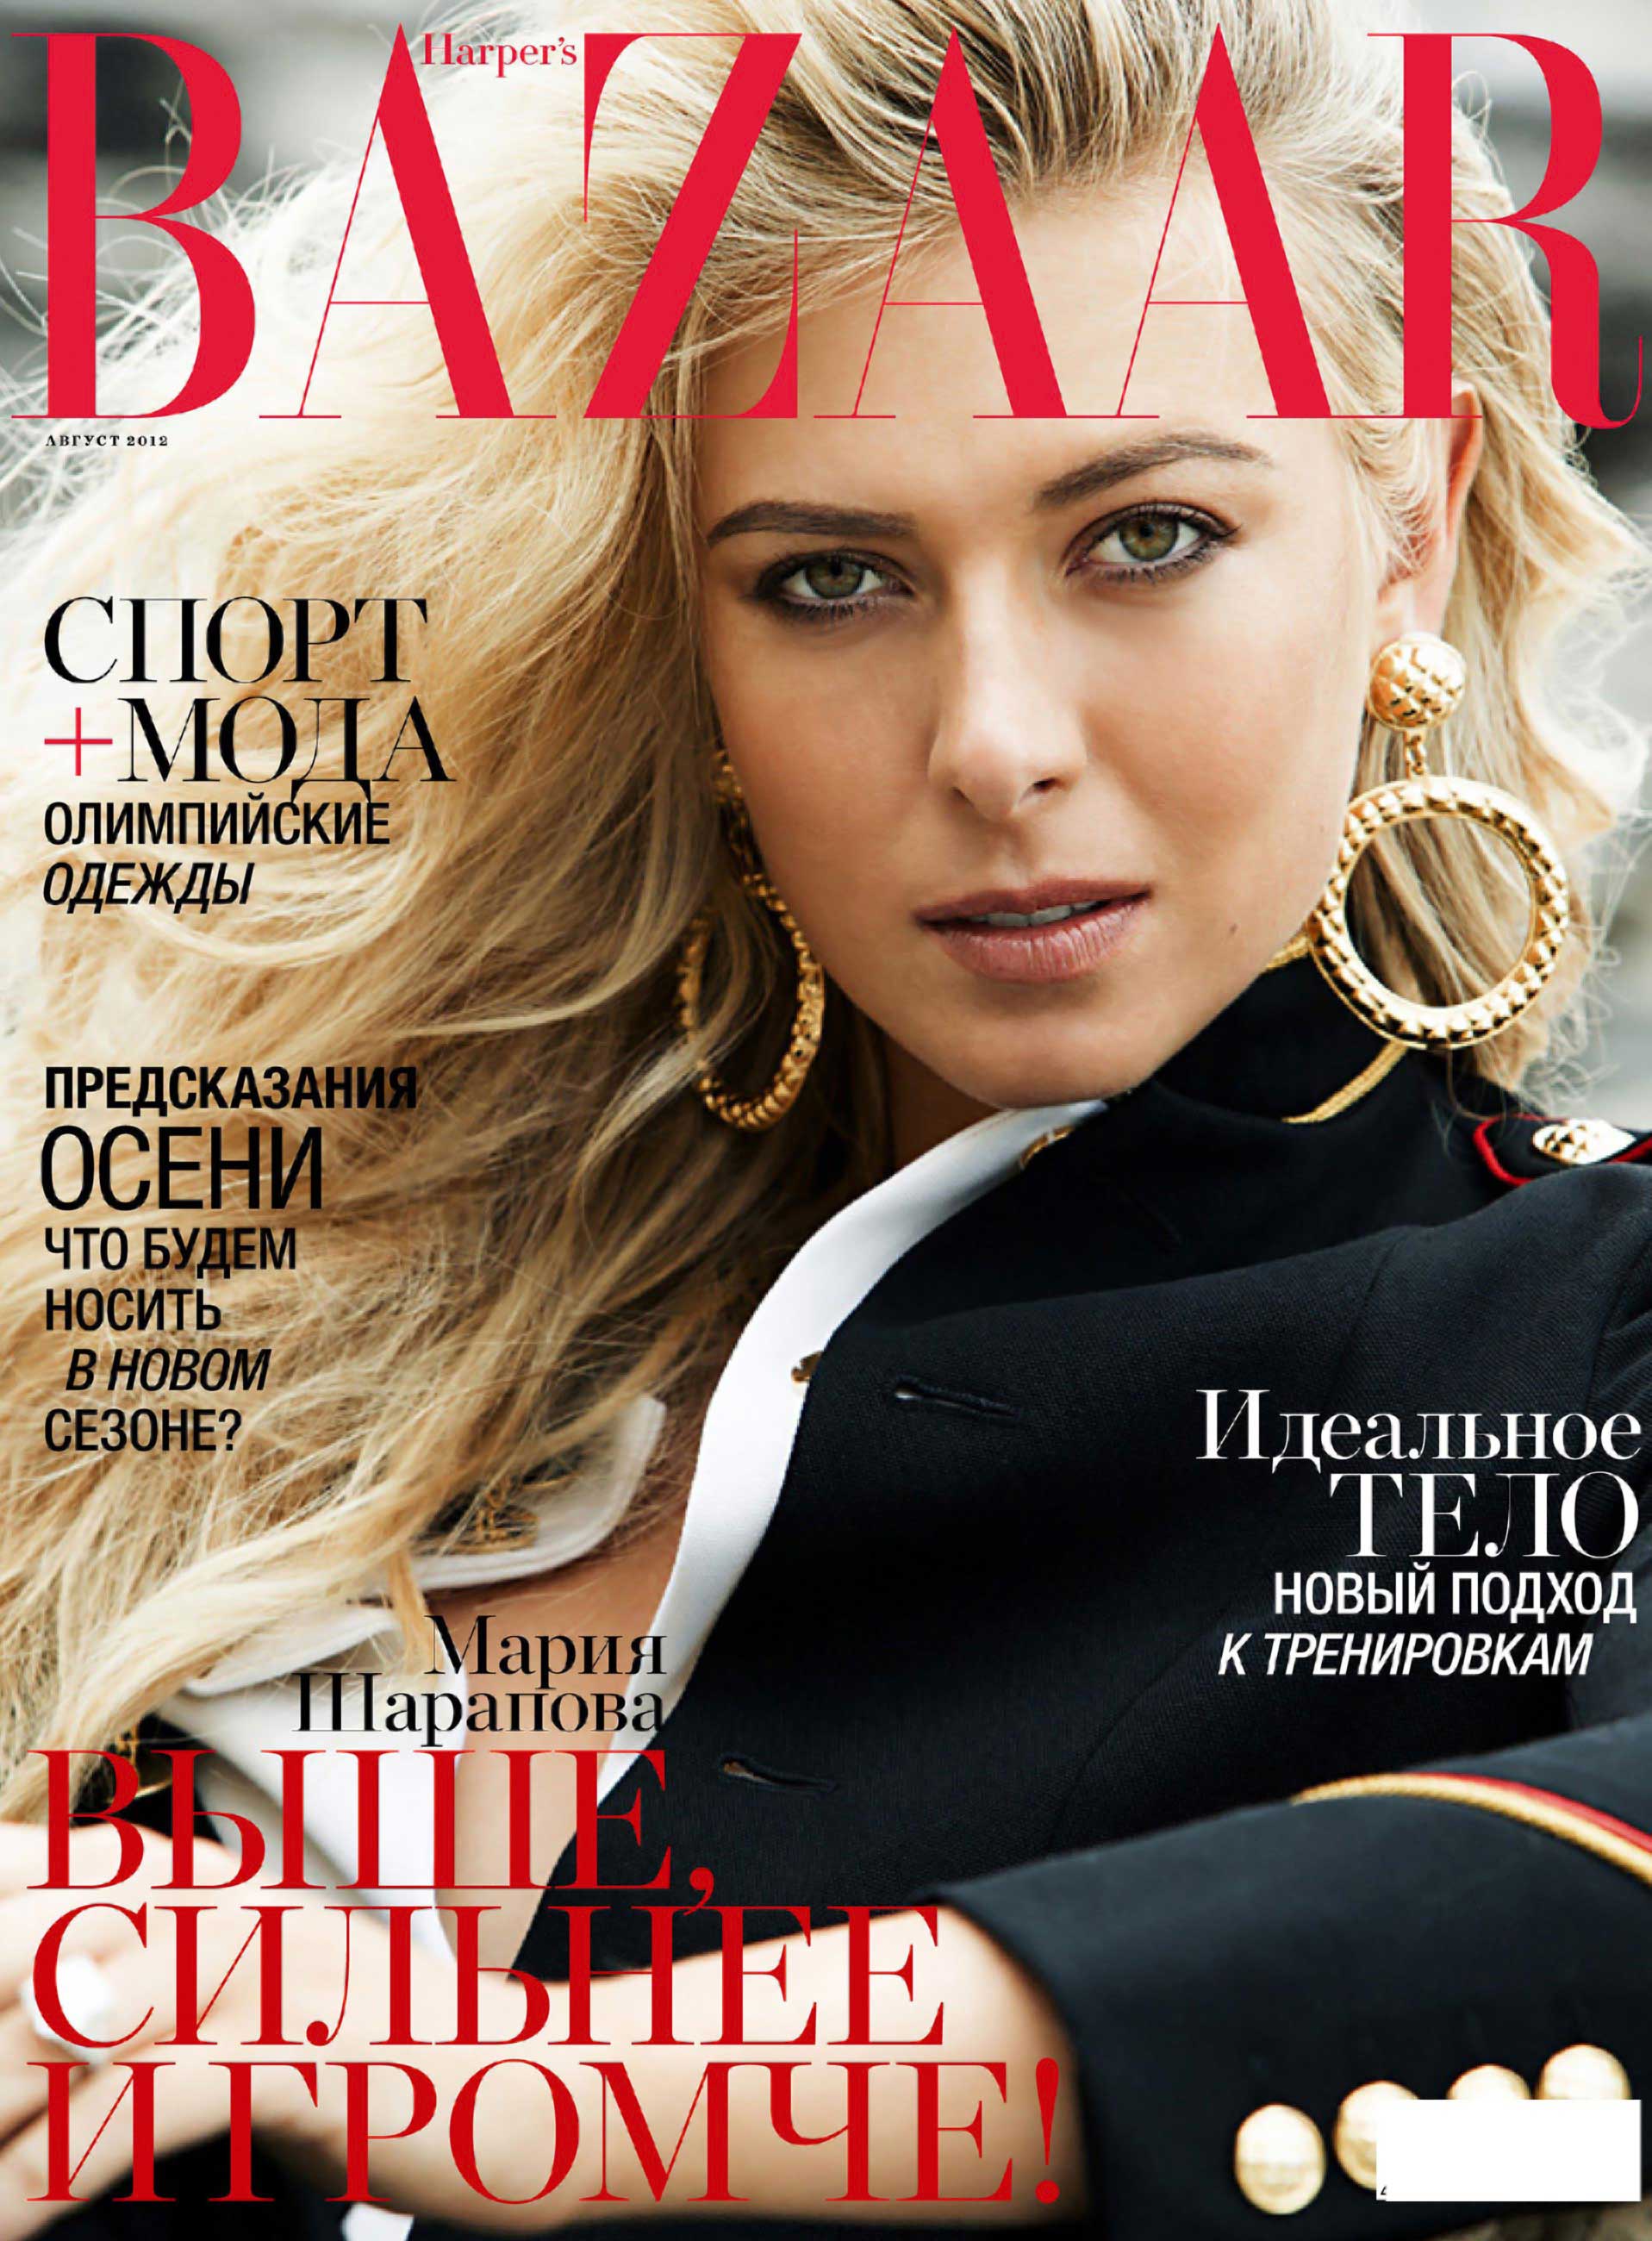 Harper's
BAZAAR
АВГУСТ 2012
СПОРТ
+МОДА
ОЛИМПИЙСКИЕ
ОДЕЖДЫ
ПРЕДСКАЗАНИЯ
ОСЕНИ
ЧТО БУДЕМ
НОСИТЬ
В НОВОМ
СЕЗОНЕ?
Идеальное
ТЕЛО
НОВЫЙ ПОДХОД
К ТРЕНИРОВКАМ
Мария
Шарапова
ВЫШЕ,
СИЛЬНЕЕ
И ГРОМЧЕ!